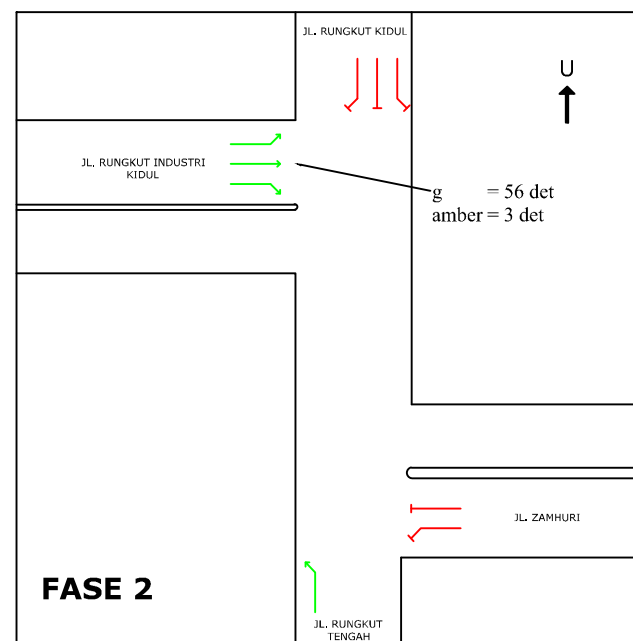 JL. RUNGKUT KIDUL
U
JL. RUNGKUT INDUSTRI
KIDUL
g = 56 det
amber = 3 det
JL. ZAMHURI
FASE 2
JL. RUNGKUT
TENGAH